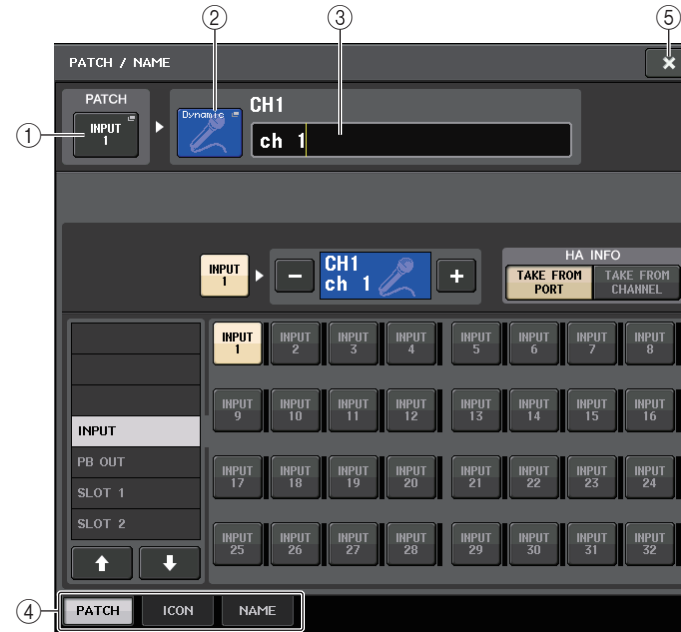 ② ③ ⑤
PATCH / NAME
×
PATCH
①
INPUT
1
Dynamic
CH1
ch 1
INPUT
1
−
CH1
ch 1
+
HA INFO
TAKE FROM PORT
TAKE FROM CHANNEL
INPUT 1 INPUT 2 INPUT 3 INPUT 4 INPUT 5 INPUT 6 INPUT 7 INPUT 8
INPUT 9 INPUT 10 INPUT 11 INPUT 12 INPUT 13 INPUT 14 INPUT 15 INPUT 16
INPUT
PB OUT
SLOT 1
SLOT 2
INPUT 17 INPUT 18 INPUT 19 INPUT 20 INPUT 21 INPUT 22 INPUT 23 INPUT 24
INPUT 25 INPUT 26 INPUT 27 INPUT 28 INPUT 29 INPUT 30 INPUT 31 INPUT 32
④
PATCH ICON NAME